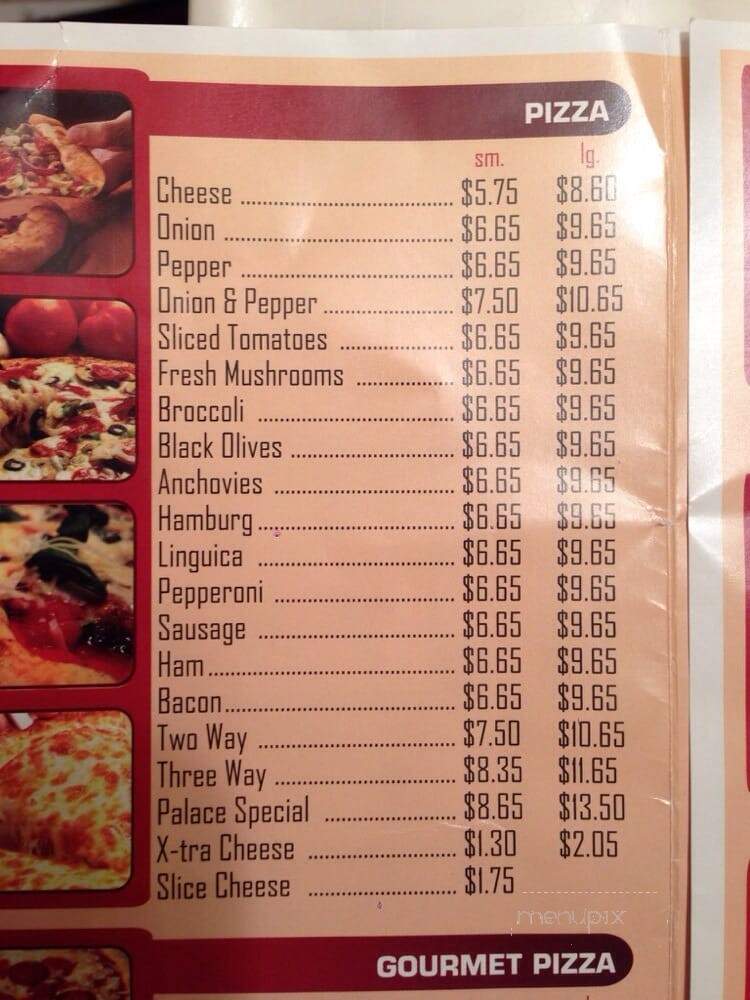 PIZZA
sm. lg.
Cheese ........................................ $5.75 $8.60
Onion ........................................... $6.65 $9.65
Pepper ........................................ $6.65 $9.65
Onion & Pepper ......................... $7.50 $10.65
Sliced Tomatoes ...................... $6.65 $9.65
Fresh Mushrooms ................... $6.65 $9.65
Broccoli ..................................... $6.65 $9.65
Black Olives ............................... $6.65 $9.65
Anchovies .................................. $6.65 $9.65
Hamburg ..................................... $6.65 $9.65
Linguica ..................................... $6.65 $9.65
Pepperoni .................................. $6.65 $9.65
Sausage ..................................... $6.65 $9.65
Ham .............................................. $6.65 $9.65
Bacon ........................................... $6.65 $9.65
Two Way ..................................... $7.50 $10.65
Three Way .................................. $8.35 $11.65
Palace Special ......................... $8.65 $13.50
X-tra Cheese ............................ $1.30 $2.05
Slice Cheese ............................ $1.75
menupix
GOURMET PIZZA